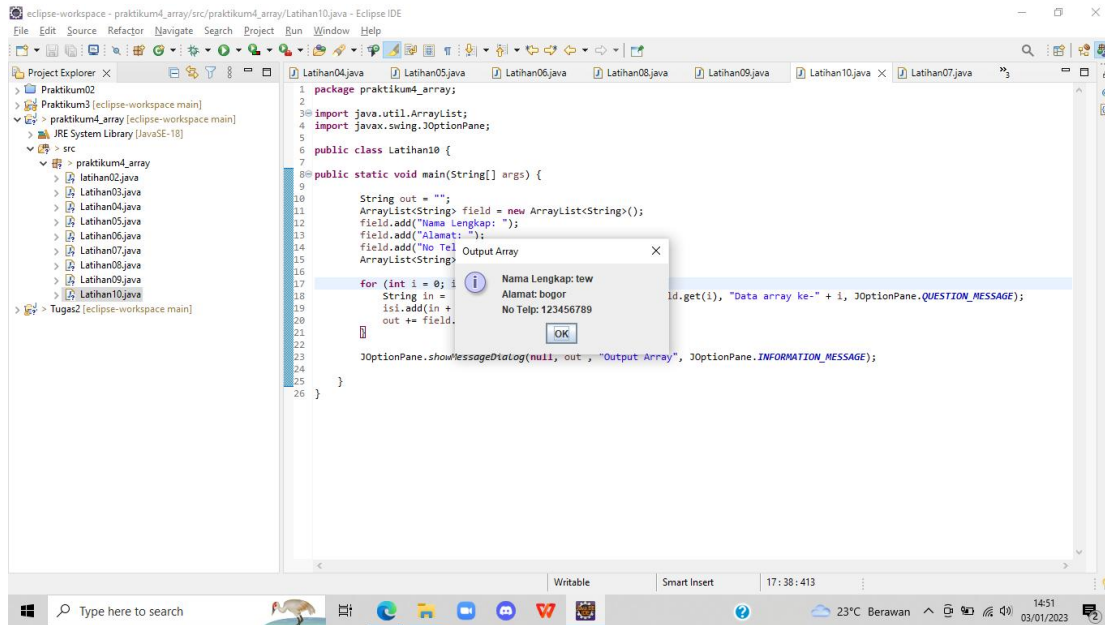 eclipse-workspace - praktikum4_array/src/praktikum4_array/Latihan10.java - Eclipse IDE
File Edit Source Refactor Navigate Search Project Run Window Help
Project Explorer
Praktikum02
Praktikum3 [eclipse-workspace main]
> praktikum4_array [eclipse-workspace main]
JRE System Library [JavaSE-18]
> src
> praktikum4_array
latihan02.java
Latihan03.java
Latihan04.java
Latihan05.java
Latihan06.java
Latihan07.java
Latihan08.java
Latihan09.java
Latihan10.java
> Tugas2 [eclipse-workspace main]
Latihan04.java Latihan05.java Latihan06.java Latihan08.java Latihan09.java Latihan10.java Latihan07.java »3
1 package praktikum4_array;
2
3 import java.util.ArrayList;
4 import javax.swing.JOptionPane;
5
6 public class Latihan10 {
7
8 public static void main(String[] args) {
9
10 String out = "";
11 ArrayList<String> field = new ArrayList<String>();
12 field.add("Nama Lengkap: ");
13 field.add("Alamat: ");
14 field.add("No Tel
15 ArrayList<String>
16
17 for (int i = 0; i
18 String in = ld.get(i), "Data array ke-" + i, JOptionPane.QUESTION_MESSAGE);
19 isi.add(in +
20 out += field.
21 }
22
23 JOptionPane.showMessageDialog(null, out , "Output Array", JOptionPane.INFORMATION_MESSAGE);
24
25 }
26 }
Output Array
Nama Lengkap: tew
Alamat: bogor
No Telp: 123456789
OK
Writable Smart Insert 17 : 38 : 413
Type here to search
23°C Berawan
14:51
03/01/2023
2